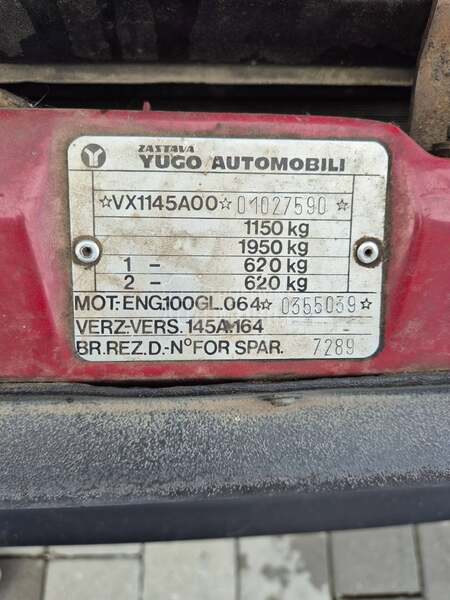 ZASTAVA
YUGO AUTOMOBILI
☆VX1145A00☆01027590☆
1150 kg
1950 kg
1 – 620 kg
2 – 620 kg
MOT-ENG:100GL.064☆0355039☆
VERZ-VERS. 145A.164
BR.REZ.D.-NºFOR SPAR. 7289